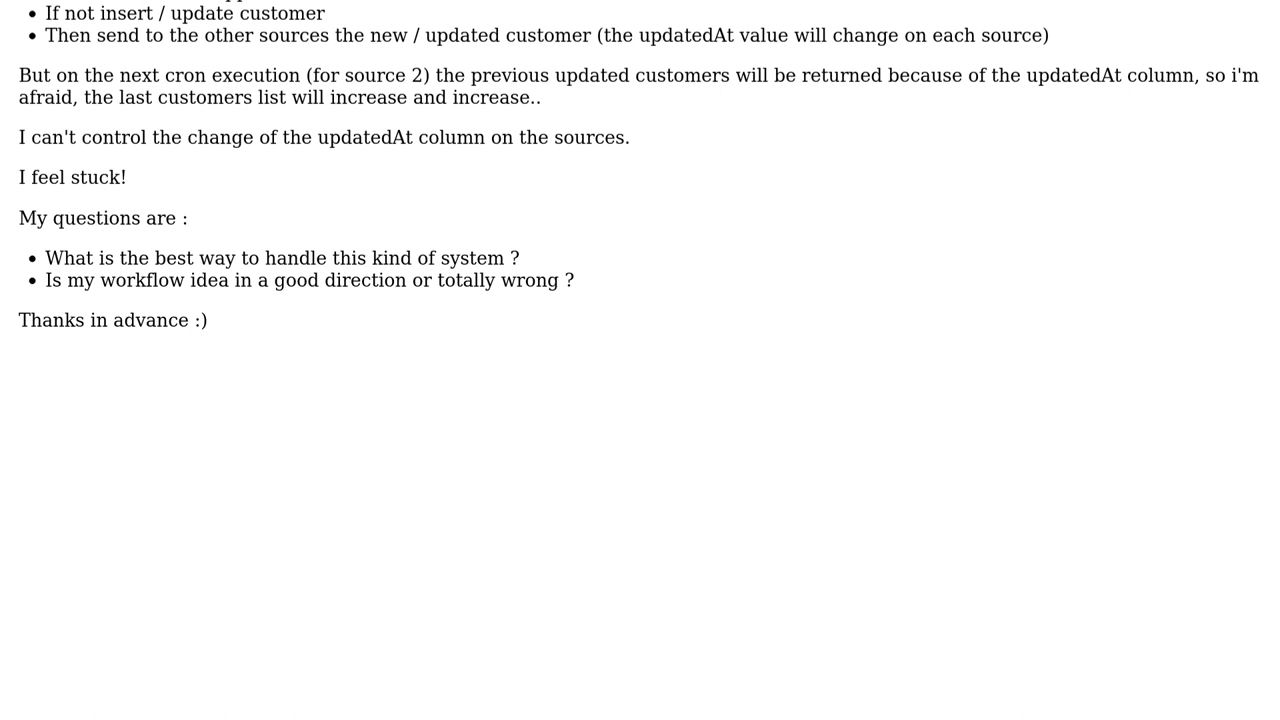 If not insert / update customer
Then send to the other sources the new / updated customer (the updatedAt value will change on each source)
But on the next cron execution (for source 2) the previous updated customers will be returned because of the updatedAt column, so i'm
afraid, the last customers list will increase and increase..
I can't control the change of the updatedAt column on the sources.
I feel stuck!
My questions are :
What is the best way to handle this kind of system ?
Is my workflow idea in a good direction or totally wrong ?
Thanks in advance :)